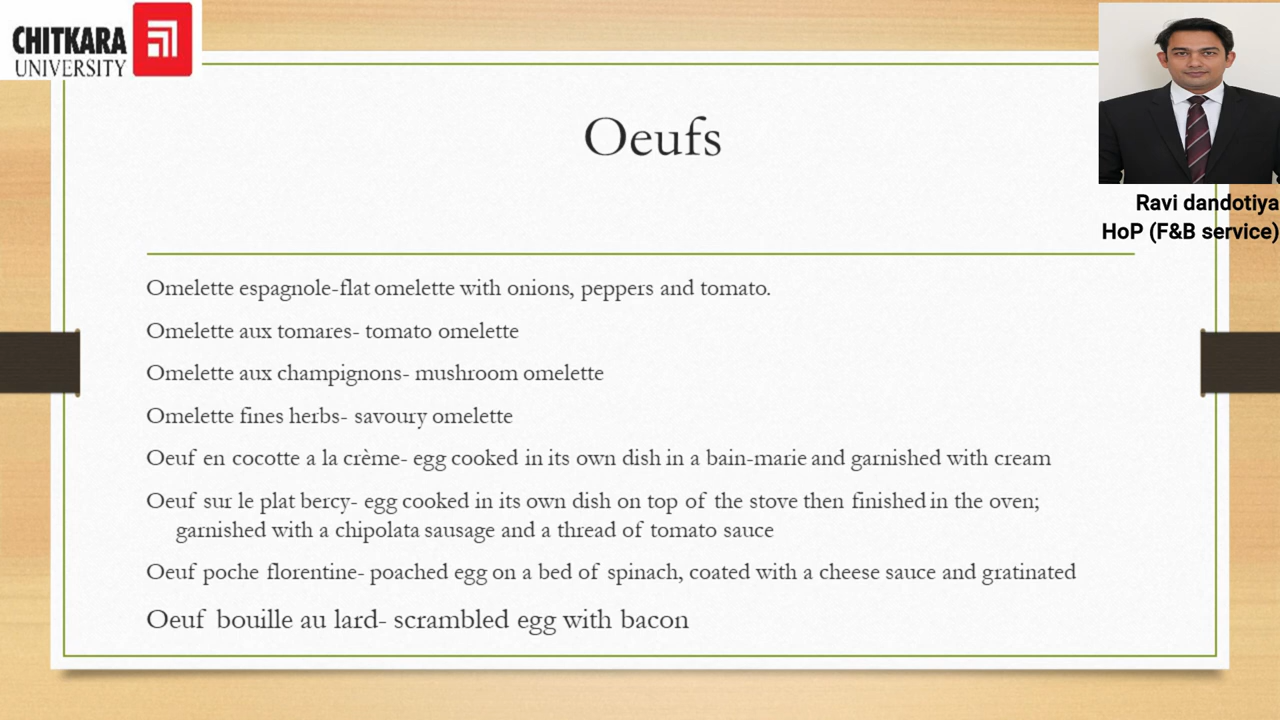 CHITKARA
UNIVERSITY
Oeufs
Ravi dandotiya
HoP (F&B service)
Omelette espagnole-flat omelette with onions, peppers and tomato.
Omelette aux tomares- tomato omelette
Omelette aux champignons- mushroom omelette
Omelette fines herbs- savoury omelette
Oeuf en cocotte a la crème- egg cooked in its own dish in a bain-marie and garnished with cream
Oeuf sur le plat bercy- egg cooked in its own dish on top of the stove then finished in the oven;
garnished with a chipolata sausage and a thread of tomato sauce
Oeuf poche florentine- poached egg on a bed of spinach, coated with a cheese sauce and gratinated
Oeuf bouille au lard- scrambled egg with bacon